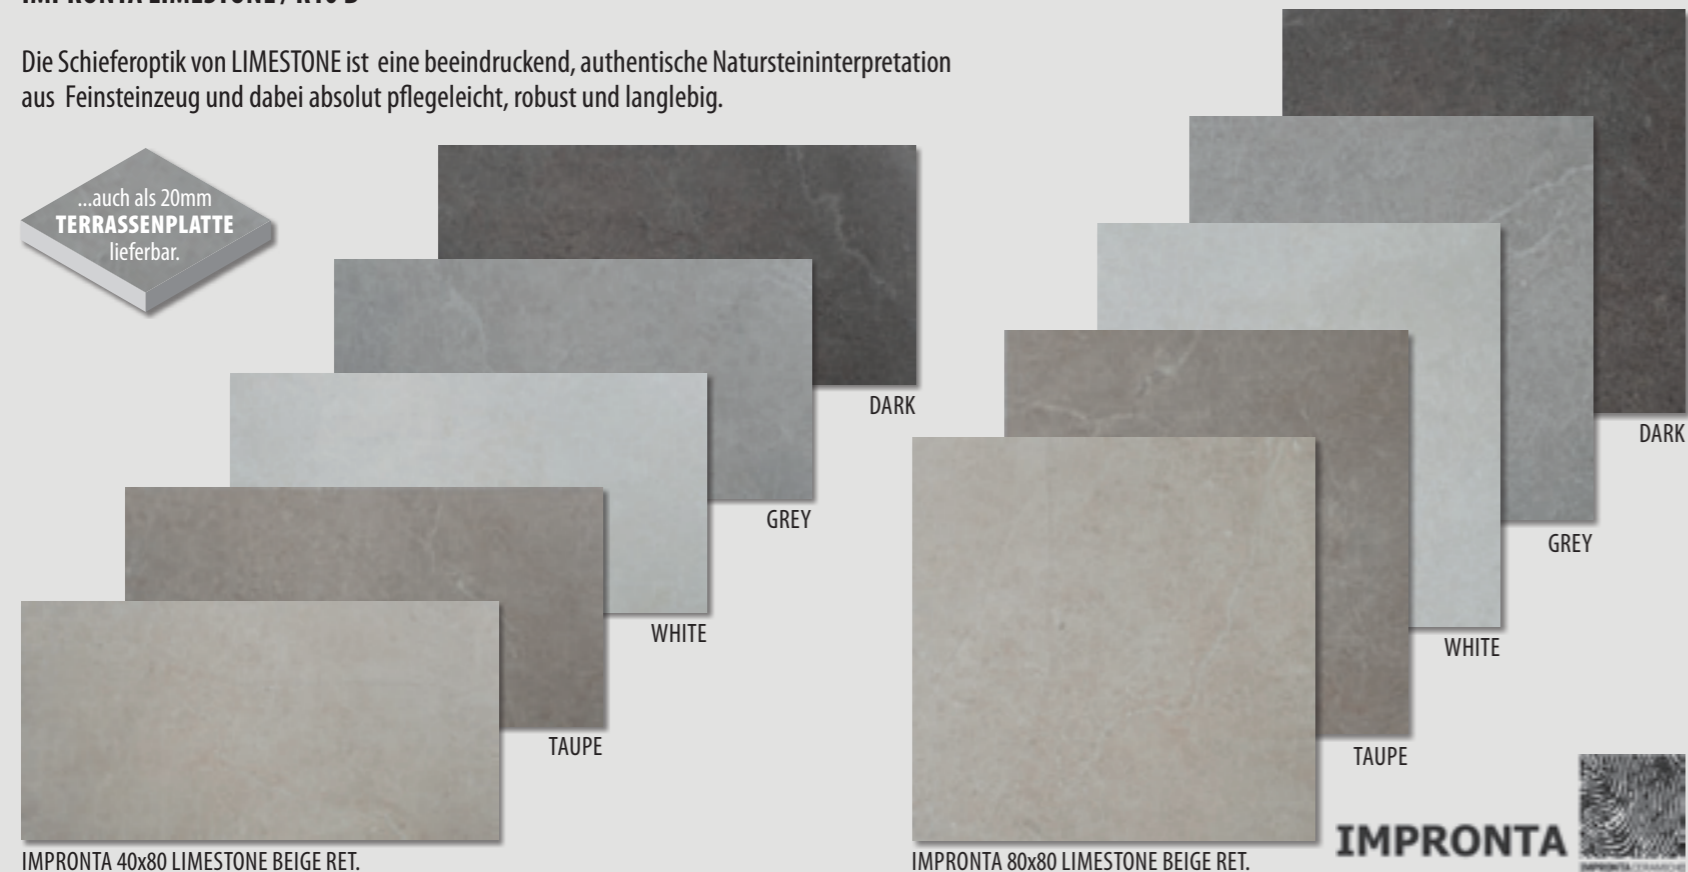 Die Schieferoptik von LIMESTONE ist eine beeindruckend, authentische Natursteininterpretation
aus Feinsteinzeug und dabei absolut pflegeleicht, robust und langlebig.
...auch als 20mm
TERRASSENPLATTE
lieferbar.
DARK
GREY
WHITE
TAUPE
IMPRONTA 40x80 LIMESTONE BEIGE RET.
DARK
GREY
WHITE
TAUPE
IMPRONTA 80x80 LIMESTONE BEIGE RET.
IMPRONTA
IMPRONTA CERAMICHE